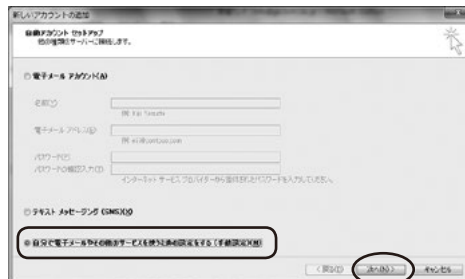 新しいアカウントの追加
自動アカウント セットアップ
他の種類のサーバーに接続します。
電子メール アカウント(A)
名前(Y)
例: Eiji Yasuda
電子メール アドレス(E)
パスワード(P)
パスワードの確認入力(T)
インターネット サービス プロバイダーから提供されたパスワードを入力してください。
テキスト メッセージング (SMS)(X)
自分で電子メールやその他のサービスを使うための設定をする (手動設定)(M)
< 戻る(B)
次へ(N) >
キャンセル